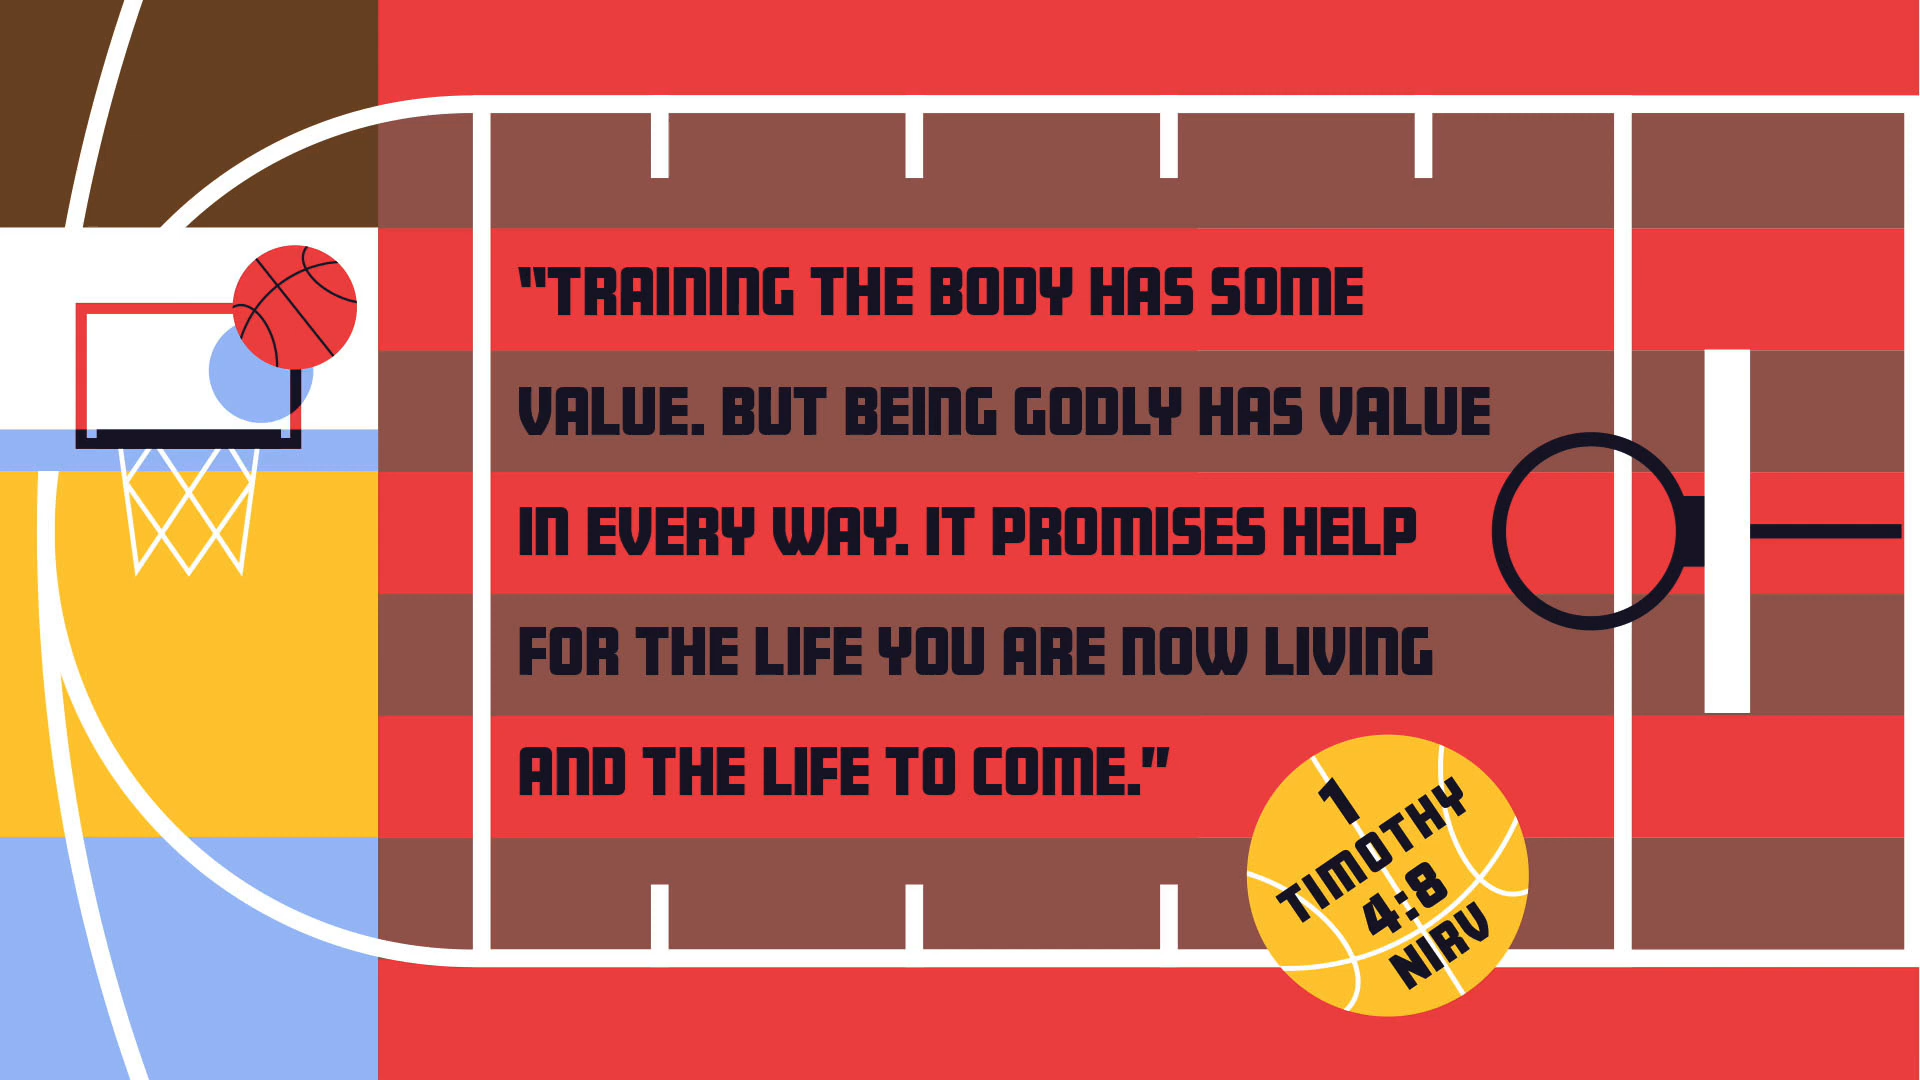 "TRAINING THE BODY HAS SOME
VALUE. BUT BEING GODLY HAS VALUE
IN EVERY WAY. IT PROMISES HELP
FOR THE LIFE YOU ARE NOW LIVING
AND THE LIFE TO COME."
1
TIMOTHY
4:8
NIRV